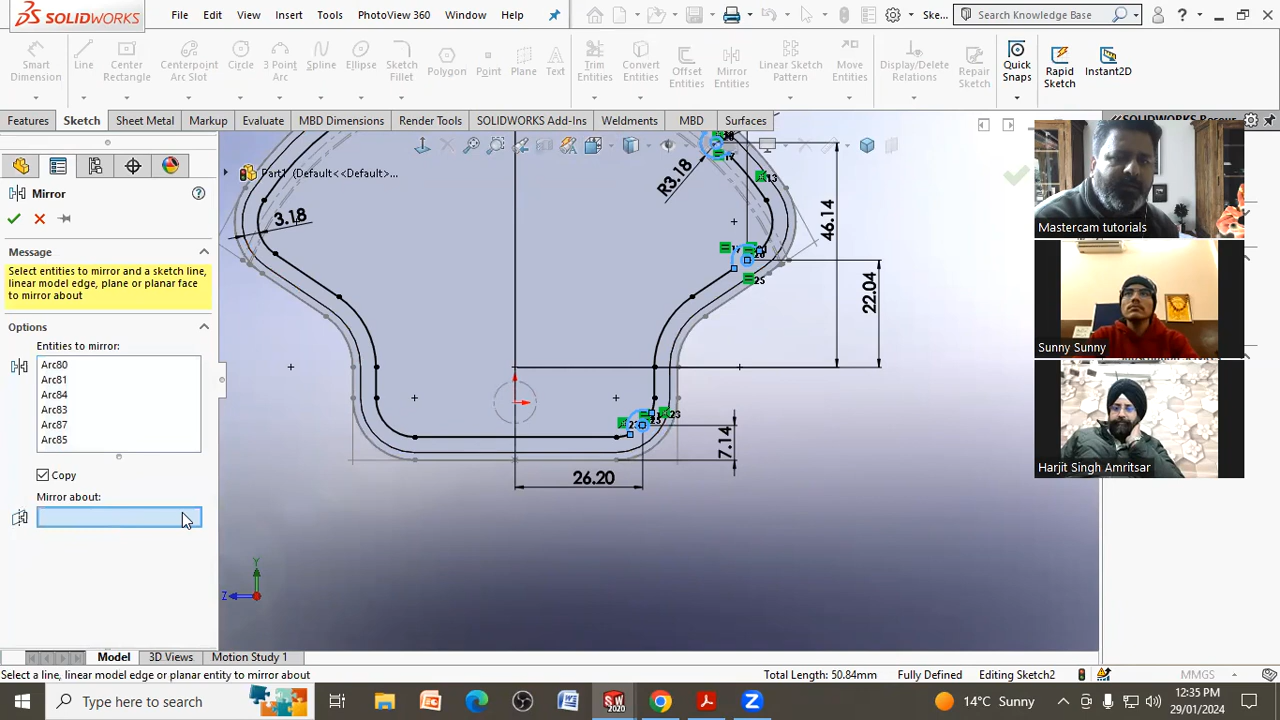 SOLIDWORKS
File Edit View Insert Tools PhotoView 360 Window Help
Ske...
Search Knowledge Base
Smart Dimension
Line
Center Rectangle
Centerpoint Arc Slot
Circle
3 Point Arc
Spline
Ellipse
Sketch Fillet
Polygon
Point
Plane
Text
Trim Entities
Convert Entities
Offset Entities
Mirror Entities
Linear Sketch Pattern
Move Entities
Display/Delete Relations
Repair Sketch
Quick Snaps
Rapid Sketch
Instant2D
Features Sketch Sheet Metal Markup Evaluate MBD Dimensions Render Tools SOLIDWORKS Add-Ins Weldments MBD Surfaces
Part1 (Default<<Default>...
Mirror
Message
Select entities to mirror and a sketch line, linear model edge, plane or planar face to mirror about
Options
Entities to mirror:
Arc80
Arc81
Arc84
Arc83
Arc87
Arc85
Copy
Mirror about:
3.18
R3.18
13
46.14
22.04
25
23
7.14
26.20
Y
Z
Mastercam tutorials
Sunny Sunny
Harjit Singh Amritsar
Model 3D Views Motion Study 1
Select a line, linear model edge or planar entity to mirror about
Total Length: 50.84mm Fully Defined Editing Sketch2 MMGS
Type here to search
14°C Sunny
12:35 PM
29/01/2024